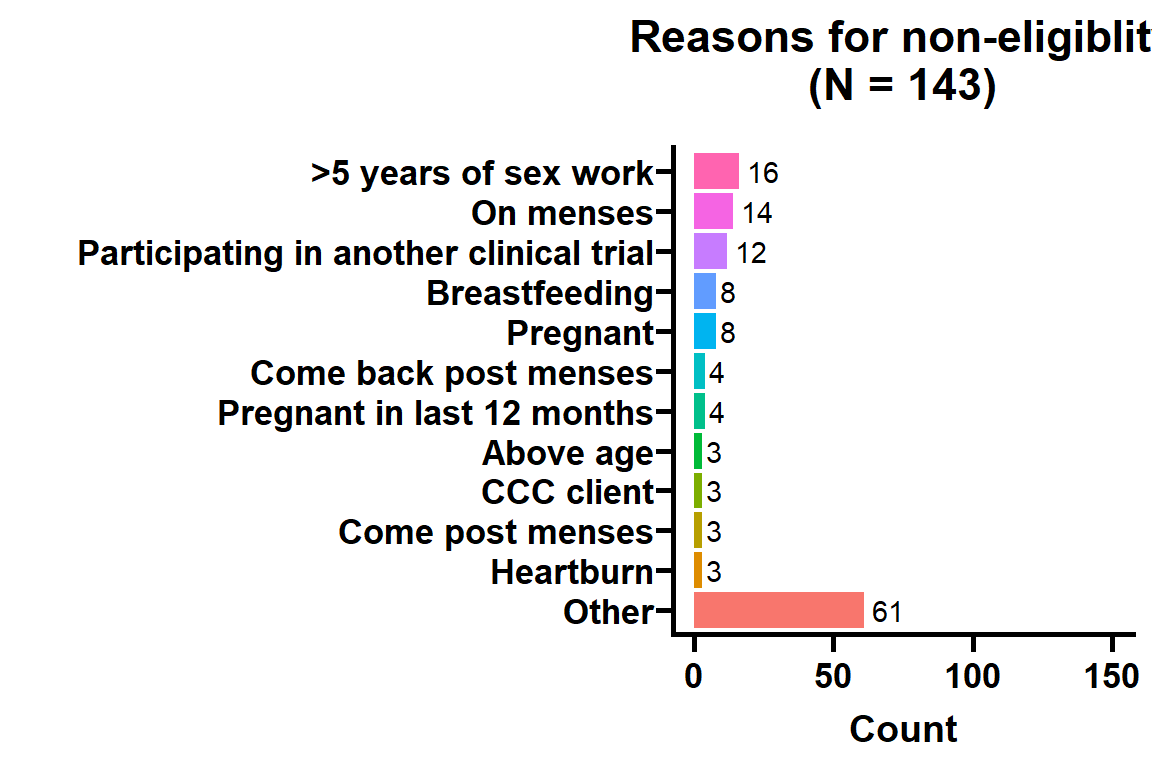 Reasons for non-eligiblit
(N = 143)
>5 years of sex work 16
On menses 14
Participating in another clinical trial 12
Breastfeeding 8
Pregnant 8
Come back post menses 4
Pregnant in last 12 months 4
Above age 3
CCC client 3
Come post menses 3
Heartburn 3
Other 61
0 50 100 150
Count